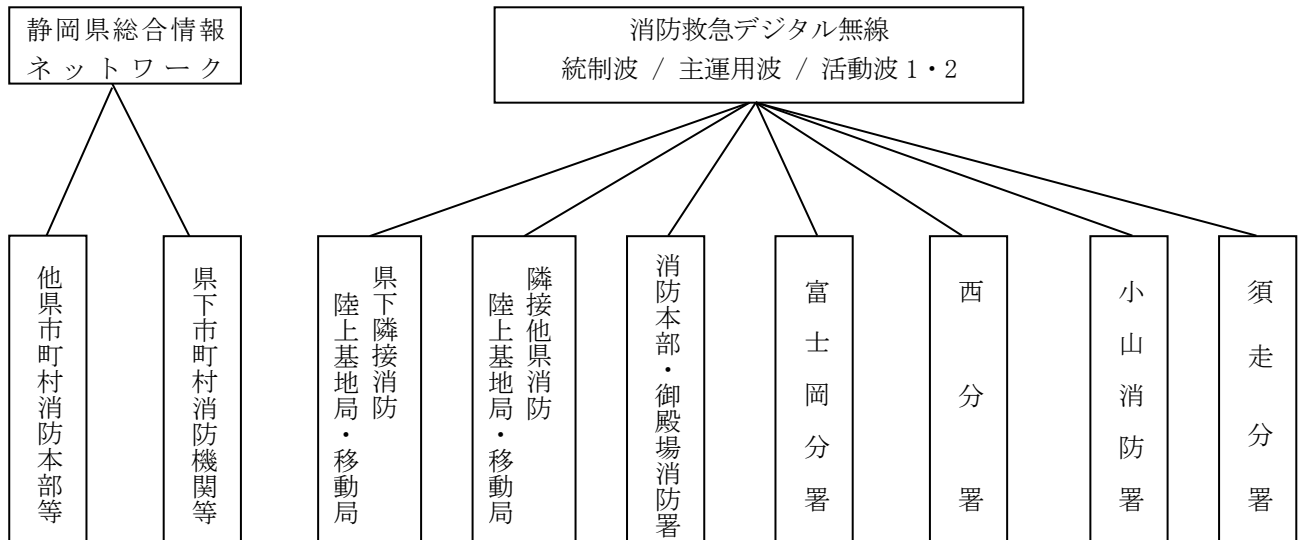 静岡県総合情報
ネットワーク
消防救急デジタル無線
統制波 / 主運用波 / 活動波1・2
他県市町村消防本部等
県下市町村消防機関等
県下隣接消防
陸上基地局・移動局
隣接他県消防
陸上基地局・移動局
消防本部・御殿場消防署
富士岡分署
西分署
小山消防署
須走分署